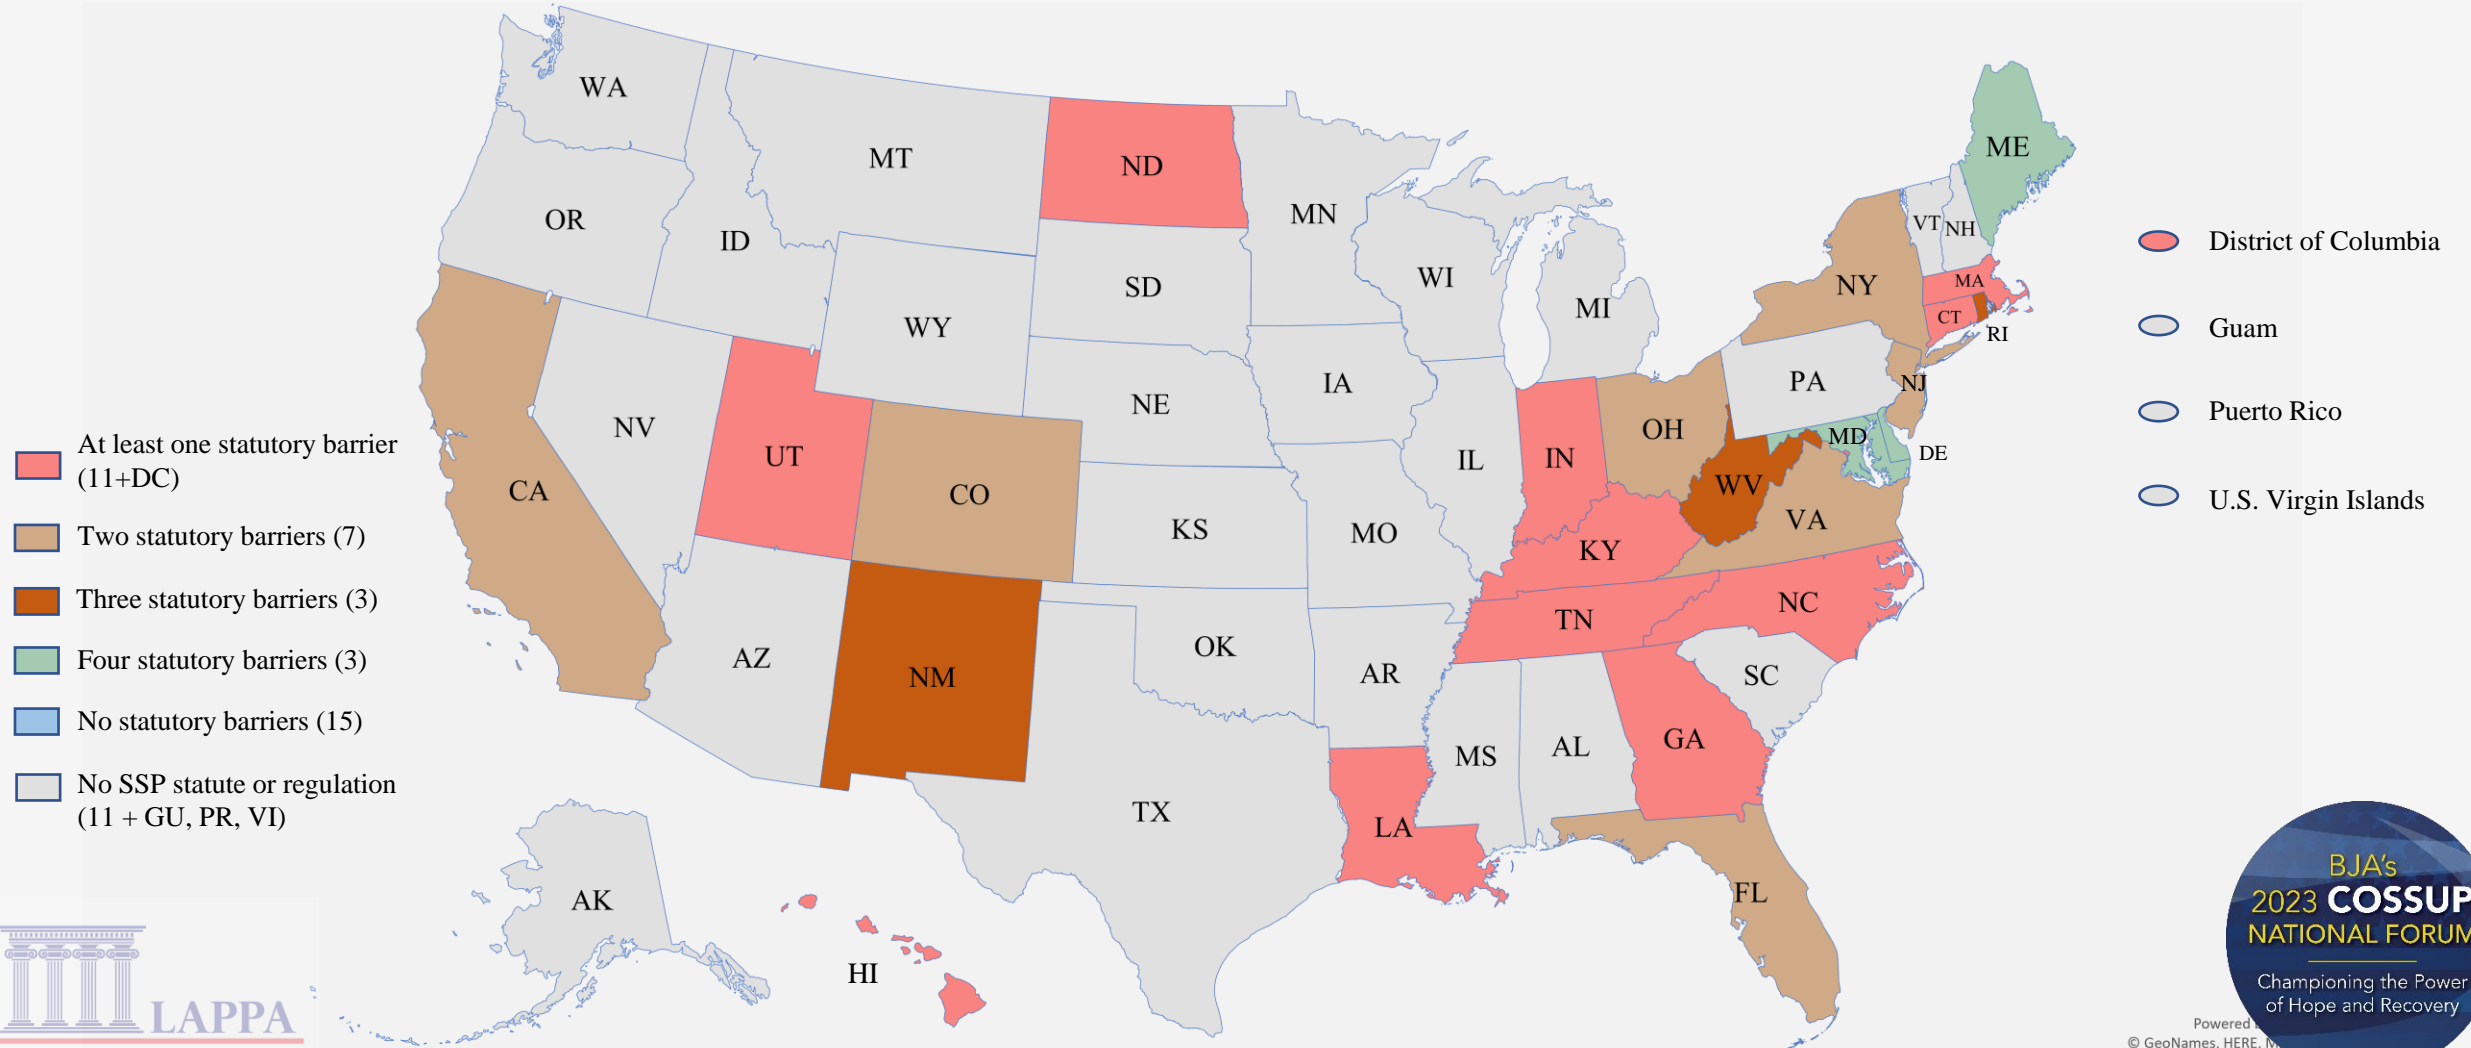 WA
OR
ID
MT
ND
MN
WI
MI
SD
WY
NE
IA
NV
UT
CO
CA
AZ
NM
KS
OK
TX
MO
AR
IL
IN
OH
KY
TN
WV
VA
NC
SC
GA
AL
MS
LA
FL
PA
NY
NJ
MD
DE
VT
NH
ME
MA
CT
RI
AK
HI
At least one statutory barrier
(11+DC)
Two statutory barriers (7)
Three statutory barriers (3)
Four statutory barriers (3)
No statutory barriers (15)
No SSP statute or regulation
(11 + GU, PR, VI)
District of Columbia
Guam
Puerto Rico
U.S. Virgin Islands
LAPPA
BJA's
2023 COSSUP
NATIONAL FORUM
Championing the Power
of Hope and Recovery
Powered
© GeoNames, HERE,